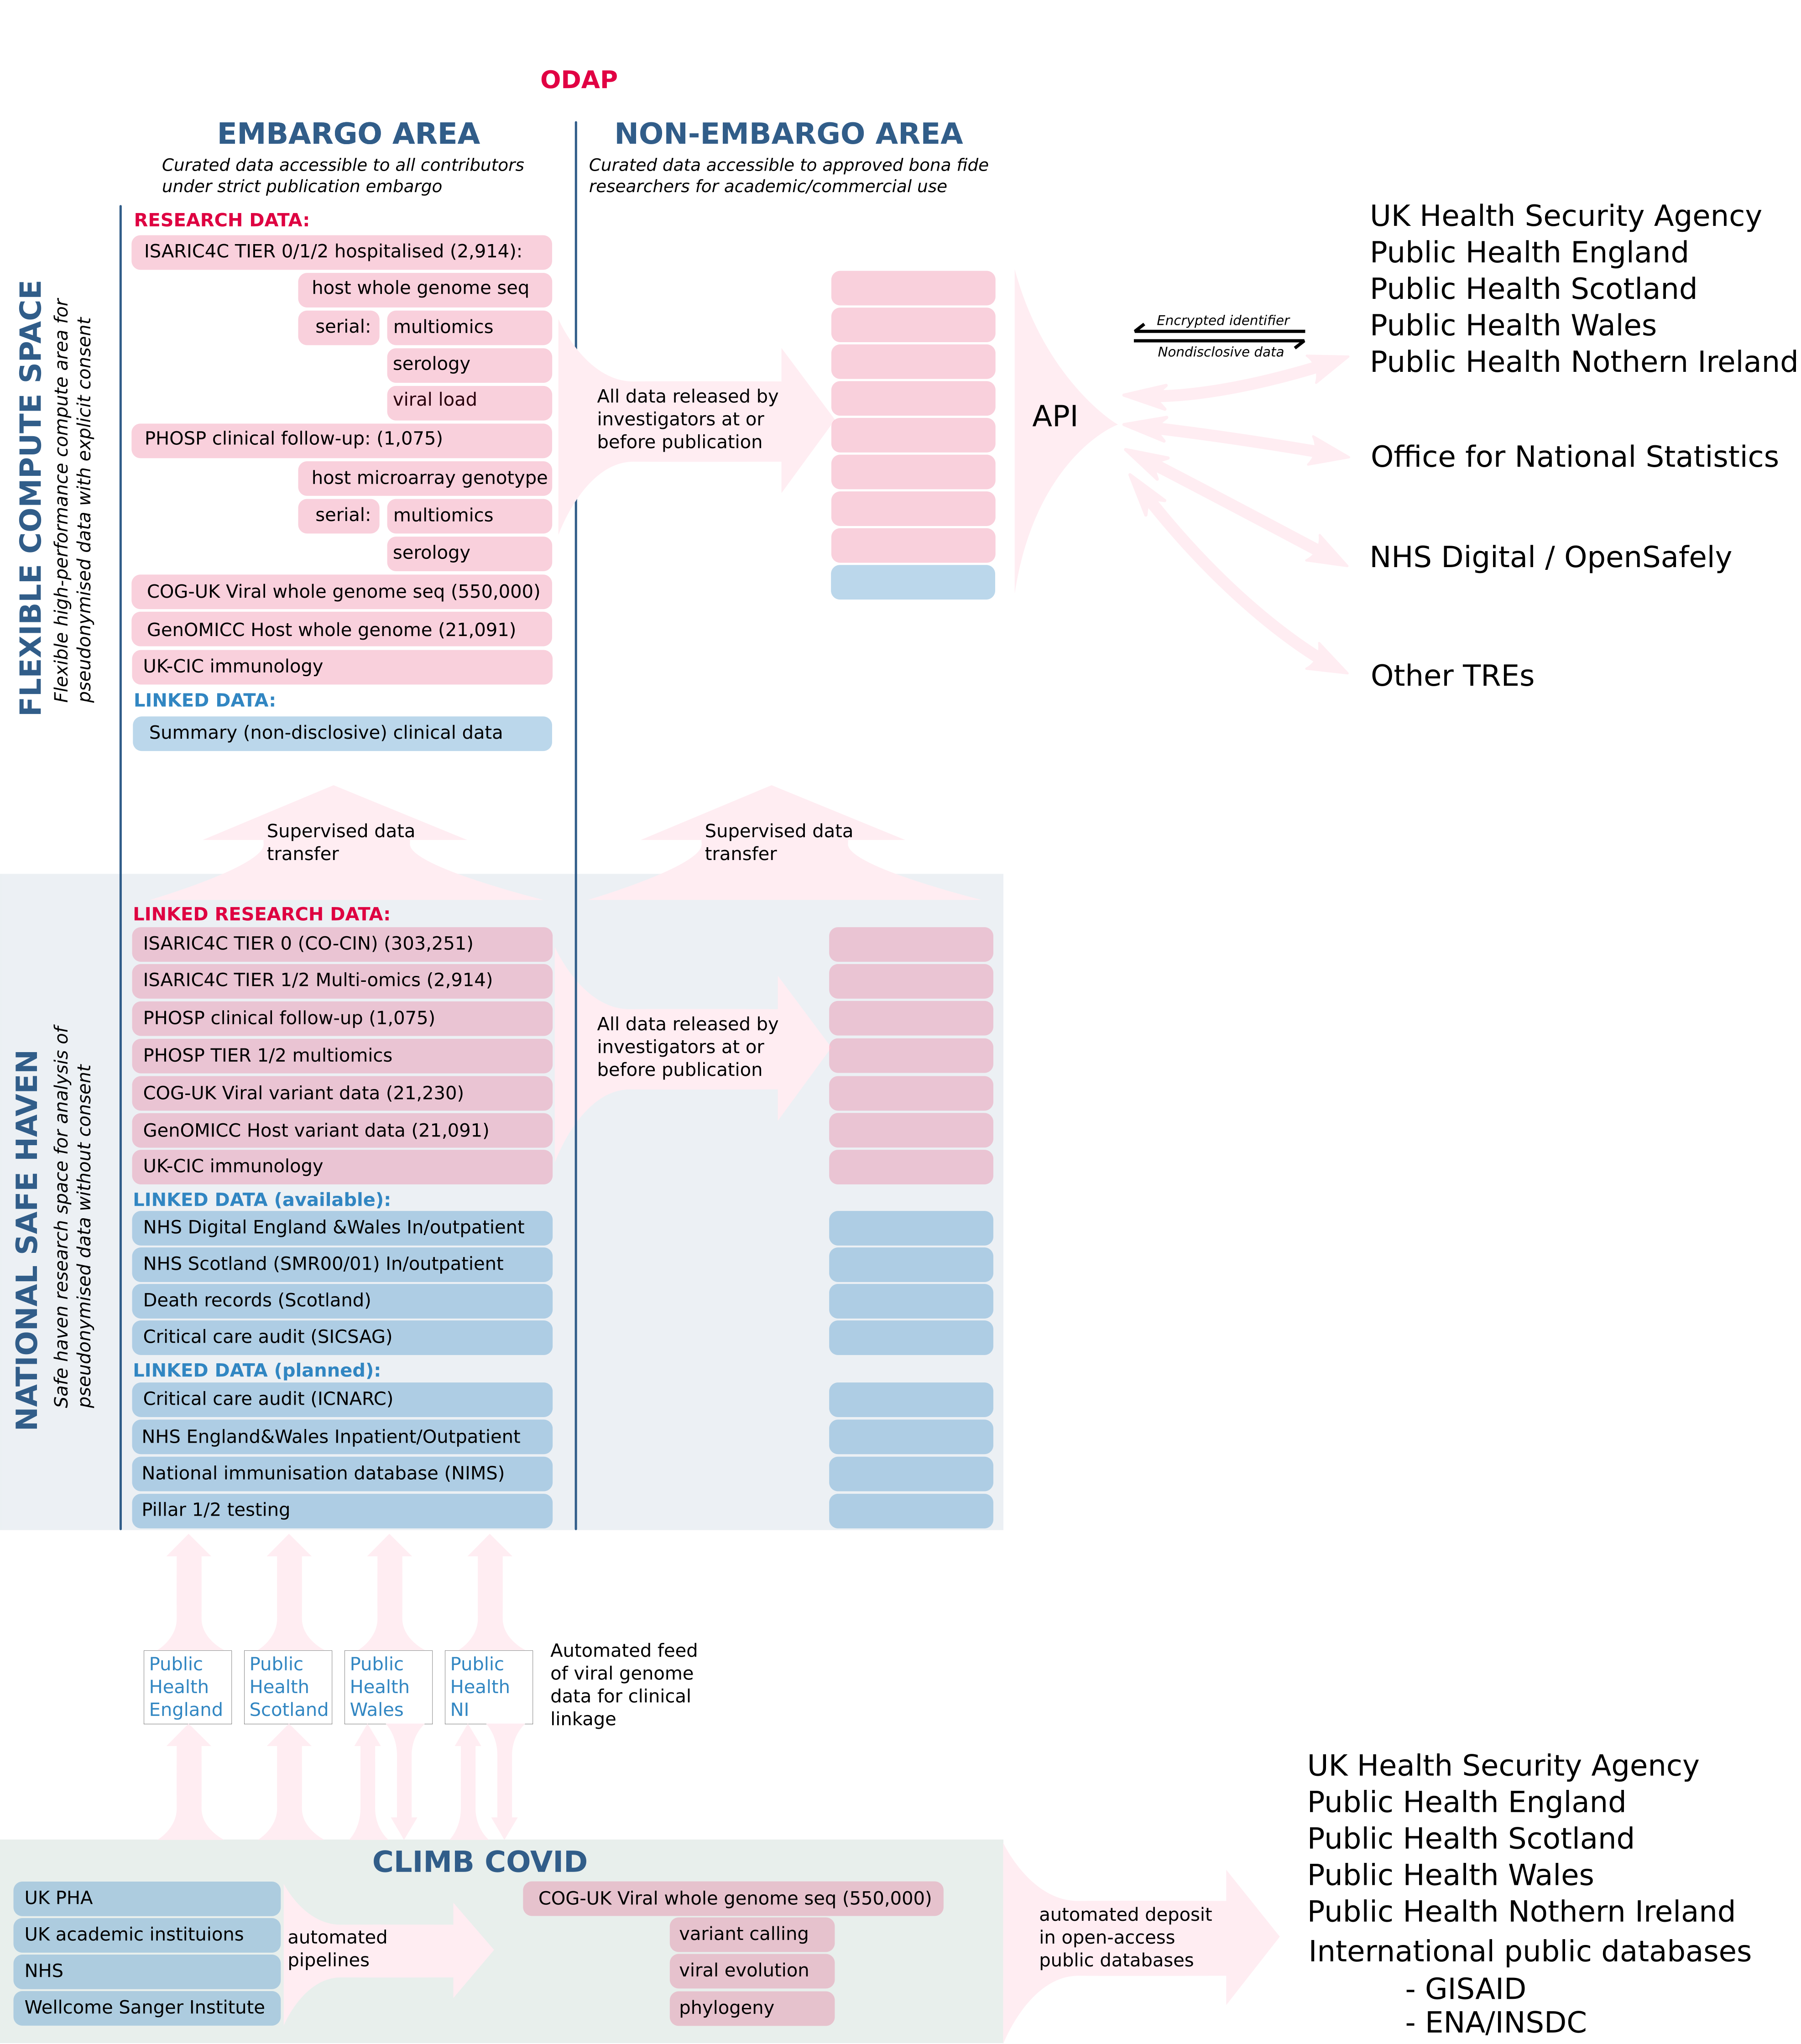 ODAP
EMBARGO AREA
Curated data accessible to all contributors
under strict publication embargo
NON-EMBARGO AREA
Curated data accessible to approved bona fide
researchers for academic/commercial use
FLEXIBLE COMPUTE SPACE
Flexible high-performance compute area for
pseudonymised data with explicit consent
RESEARCH DATA:
ISARIC4C TIER 0/1/2 hospitalised (2,914):
host whole genome seq
serial:
multiomics
serology
viral load
PHOSP clinical follow-up: (1,075)
host microarray genotype
serial:
multiomics
serology
COG-UK Viral whole genome seq (550,000)
GenOMICC Host whole genome (21,091)
UK-CIC immunology
LINKED DATA:
Summary (non-disclosive) clinical data
All data released by
investigators at or
before publication
API
Encrypted identifier
Nondisclosive data
UK Health Security Agency
Public Health England
Public Health Scotland
Public Health Wales
Public Health Nothern Ireland
Office for National Statistics
NHS Digital / OpenSafely
Other TREs
Supervised data
transfer
Supervised data
transfer
NATIONAL SAFE HAVEN
Safe haven research space for analysis of
pseudonymised data without consent
LINKED RESEARCH DATA:
ISARIC4C TIER 0 (CO-CIN) (303,251)
ISARIC4C TIER 1/2 Multi-omics (2,914)
PHOSP clinical follow-up (1,075)
PHOSP TIER 1/2 multiomics
COG-UK Viral variant data (21,230)
GenOMICC Host variant data (21,091)
UK-CIC immunology
All data released by
investigators at or
before publication
LINKED DATA (available):
NHS Digital England &Wales In/outpatient
NHS Scotland (SMR00/01) In/outpatient
Death records (Scotland)
Critical care audit (SICSAG)
LINKED DATA (planned):
Critical care audit (ICNARC)
NHS England&Wales Inpatient/Outpatient
National immunisation database (NIMS)
Pillar 1/2 testing
Public
Health
England
Public
Health
Scotland
Public
Health
Wales
Public
Health
NI
Automated feed
of viral genome
data for clinical
linkage
CLIMB COVID
UK PHA
UK academic instituions
NHS
Wellcome Sanger Institute
automated
pipelines
COG-UK Viral whole genome seq (550,000)
variant calling
viral evolution
phylogeny
automated deposit
in open-access
public databases
UK Health Security Agency
Public Health England
Public Health Scotland
Public Health Wales
Public Health Nothern Ireland
International public databases
- GISAID
- ENA/INSDC